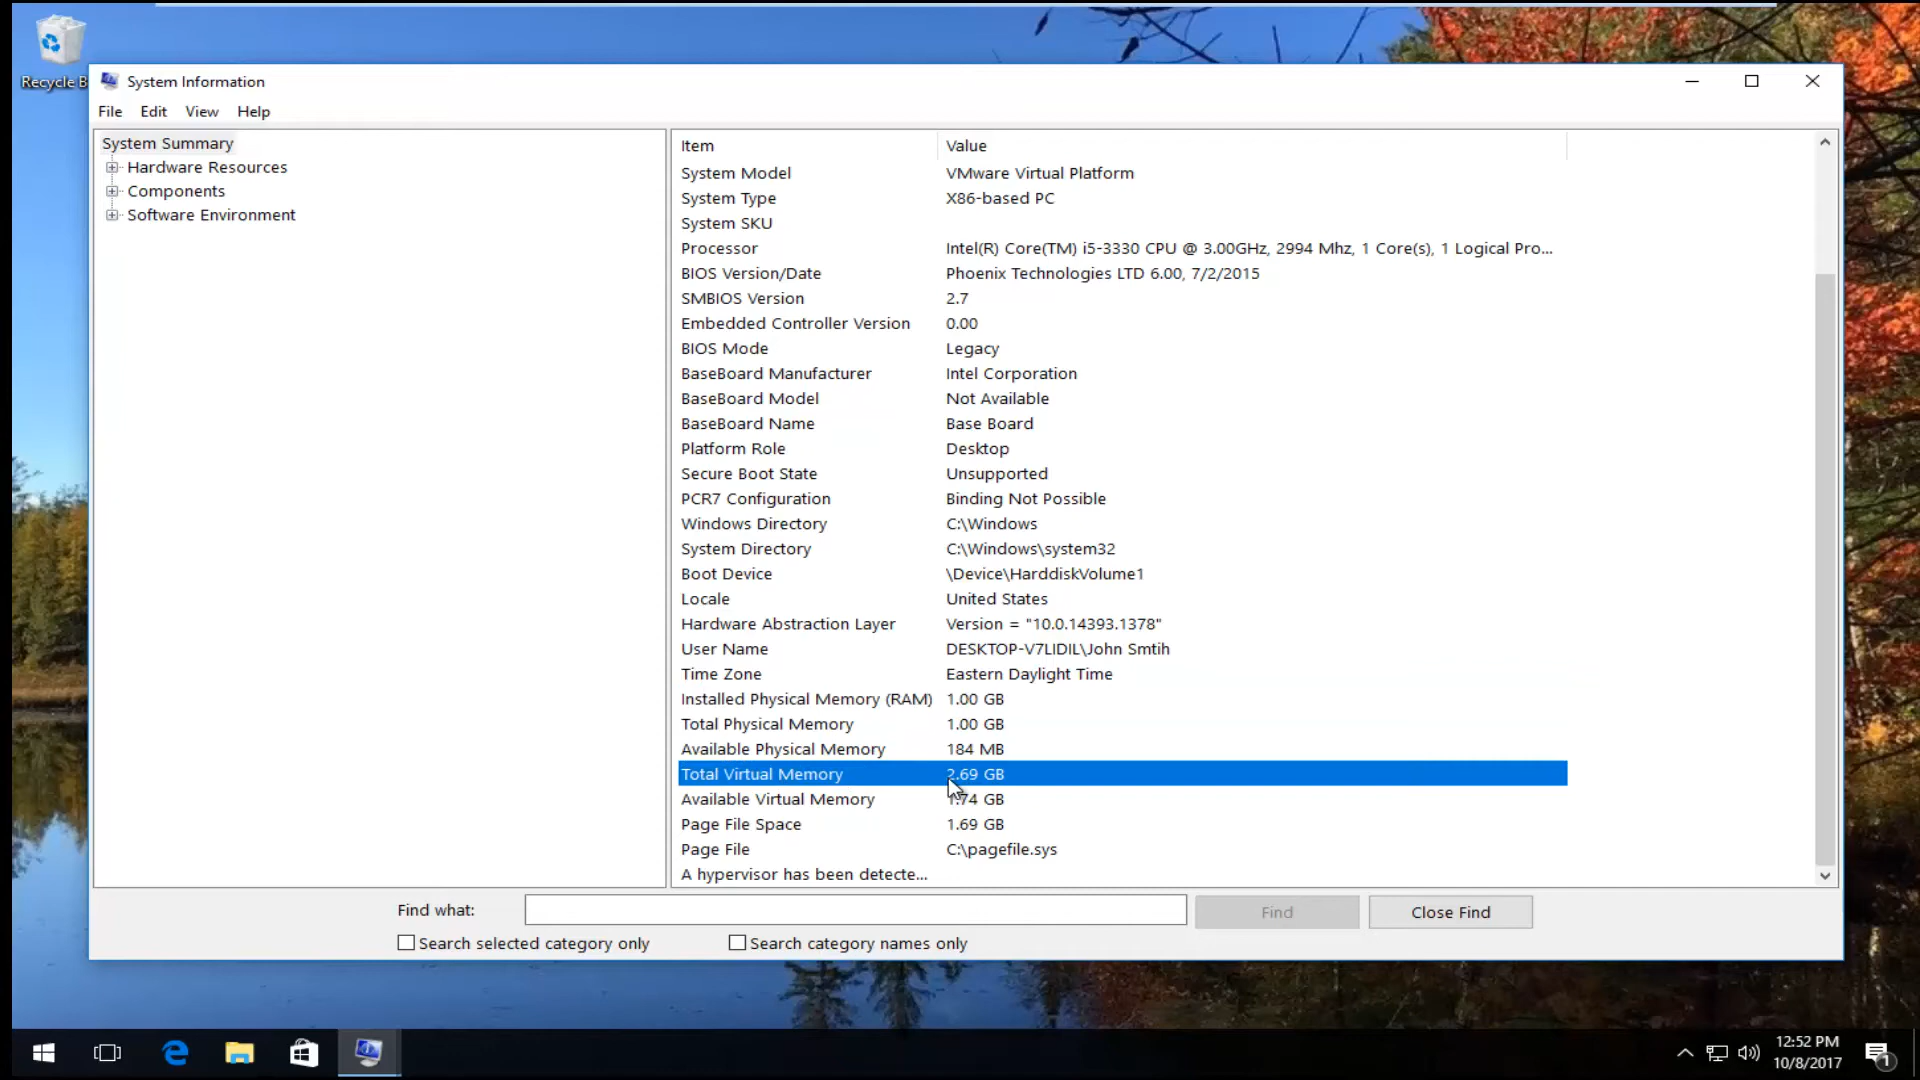 Recycle B
System Information
File Edit View Help
System Summary
Hardware Resources
Components
Software Environment
Item Value
System Model VMware Virtual Platform
System Type X86-based PC
System SKU
Processor Intel(R) Core(TM) i5-3330 CPU @ 3.00GHz, 2994 Mhz, 1 Core(s), 1 Logical Pro...
BIOS Version/Date Phoenix Technologies LTD 6.00, 7/2/2015
SMBIOS Version 2.7
Embedded Controller Version 0.00
BIOS Mode Legacy
BaseBoard Manufacturer Intel Corporation
BaseBoard Model Not Available
BaseBoard Name Base Board
Platform Role Desktop
Secure Boot State Unsupported
PCR7 Configuration Binding Not Possible
Windows Directory C:\Windows
System Directory C:\Windows\system32
Boot Device \Device\HarddiskVolume1
Locale United States
Hardware Abstraction Layer Version = "10.0.14393.1378"
User Name DESKTOP-V7LIDIL\John Smtih
Time Zone Eastern Daylight Time
Installed Physical Memory (RAM) 1.00 GB
Total Physical Memory 1.00 GB
Available Physical Memory 184 MB
Total Virtual Memory 2.69 GB
Available Virtual Memory 1.74 GB
Page File Space 1.69 GB
Page File C:\pagefile.sys
A hypervisor has been detecte...
Find what: Find Close Find
Search selected category only Search category names only
12:52 PM
10/8/2017
1